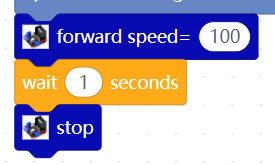 forward speed= 100
wait 1 seconds
stop